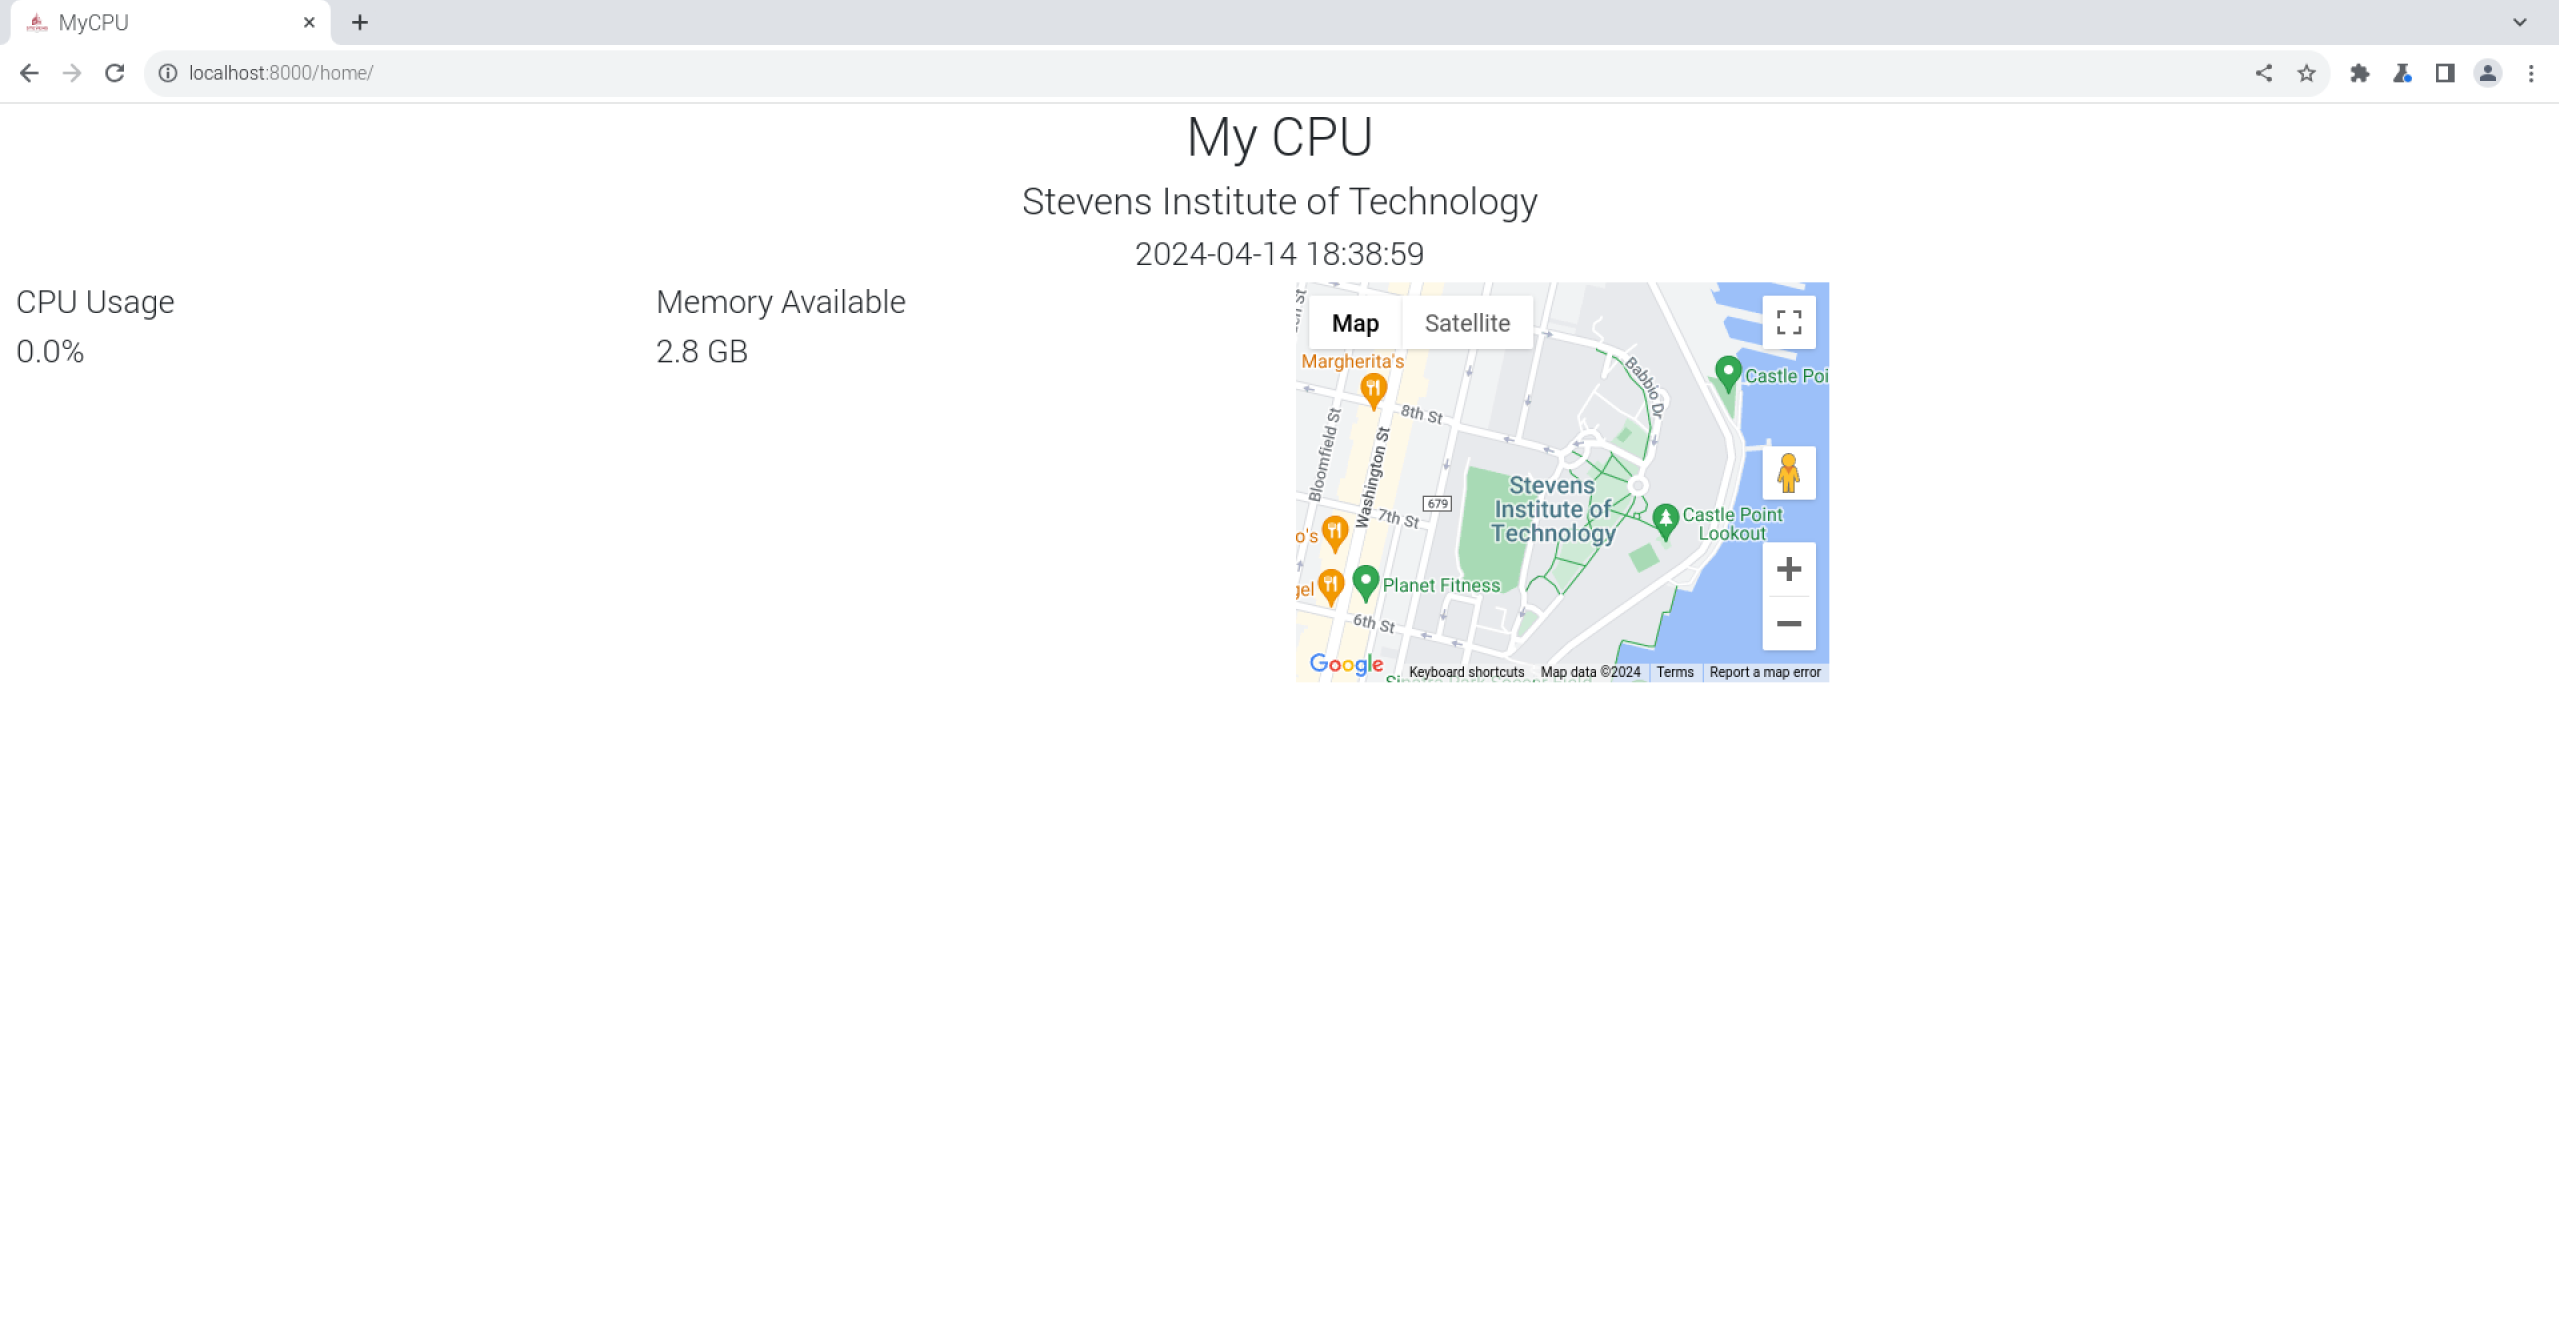 MyCPU
localhost:8000/home/
My CPU
Stevens Institute of Technology
2024-04-14 18:38:59
CPU Usage
0.0%
Memory Available
2.8 GB
Map
Satellite
Margherita's
Castle Poi
Babbio Dr
8th St
Bloomfield St
Washington St
Stevens
Institute of
Technology
679
7th St
Castle Point
Lookout
o's
gel
Planet Fitness
6th St
Google
Keyboard shortcuts
Map data ©2024
Terms
Report a map error